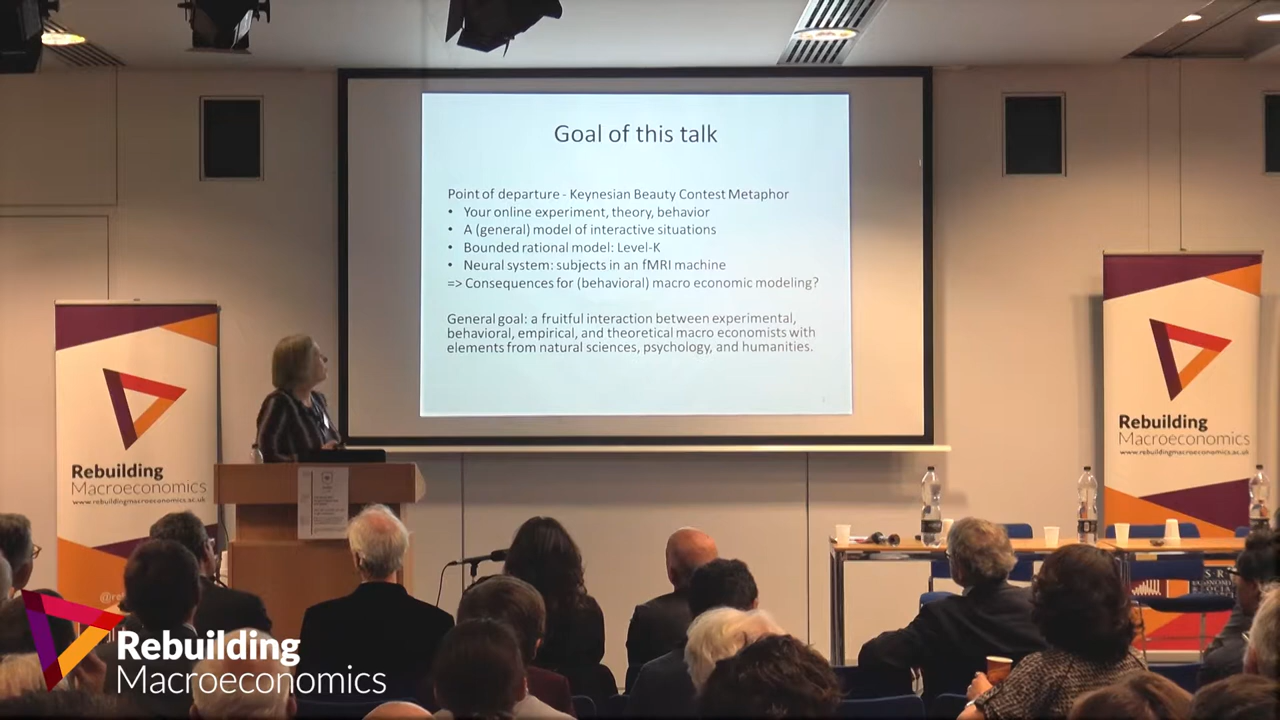 Goal of this talk
Point of departure - Keynesian Beauty Contest Metaphor
• Your online experiment, theory, behavior
• A (general) model of interactive situations
• Bounded rational model: Level-K
• Neural system: subjects in an fMRI machine
=> Consequences for (behavioral) macro economic modeling?
General goal: a fruitful interaction between experimental,
behavioral, empirical, and theoretical macro economists with
elements from natural sciences, psychology, and humanities.
Rebuilding
Macroeconomics
www.rebuildingmacroeconomics.ac.uk
Rebuilding
Macroeconomics
www.rebuildingmacroeconomics.ac.uk
Rebuilding
Macroeconomics